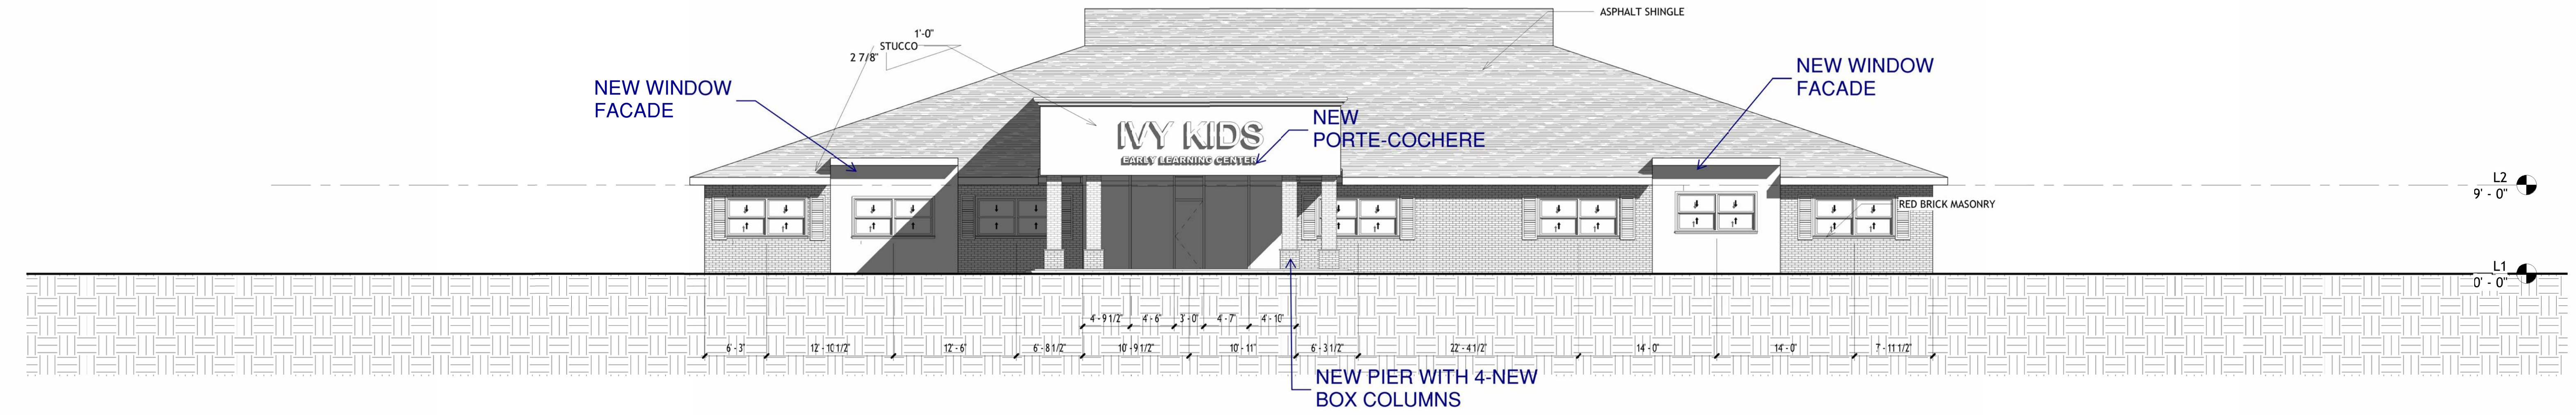 ASPHALT SHINGLE
1'-0"
STUCCO
2 7/8"
NEW WINDOW
FACADE
NEW WINDOW
FACADE
IVY KIDS
EARLY LEARNING CENTER
NEW
PORTE-COCHERE
L2
9' - 0"
RED BRICK MASONRY
L1
0' - 0"
4' - 9 1/2"
4' - 6"
3' - 0"
4' - 7"
4' - 10"
6' - 3"
12' - 10 1/2"
12' - 6"
6' - 8 1/2"
10' - 9 1/2"
10' - 11"
6' - 3 1/2"
22' - 4 1/2"
14' - 0"
14' - 0"
7' - 11 1/2"
NEW PIER WITH 4-NEW
BOX COLUMNS